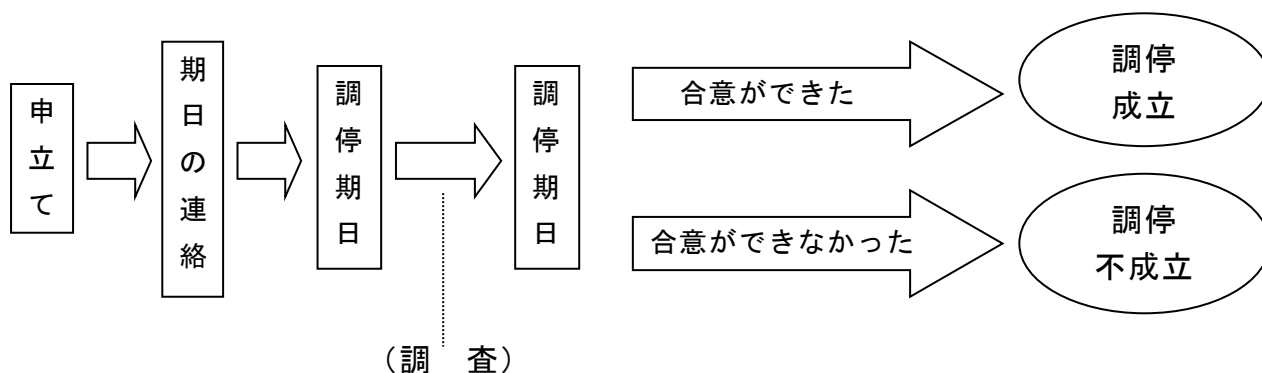 申立て
期日の連絡
調停期日
調停期日
合意ができた
調停
成立
合意ができなかった
調停
不成立
（調　査）